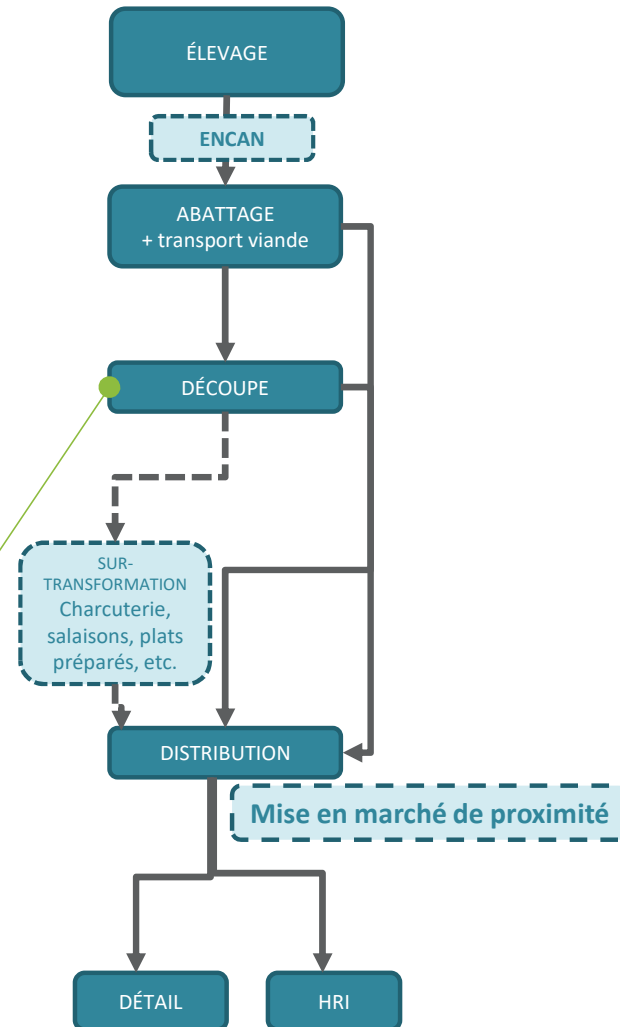 ÉLEVAGE
ENCAN
ABATTAGE
+ transport viande
DÉCOUPE
SUR-
TRANSFORMATION
Charcuterie,
salaisons, plats
préparés, etc.
DISTRIBUTION
Mise en marché de proximité
DÉTAIL
HRI